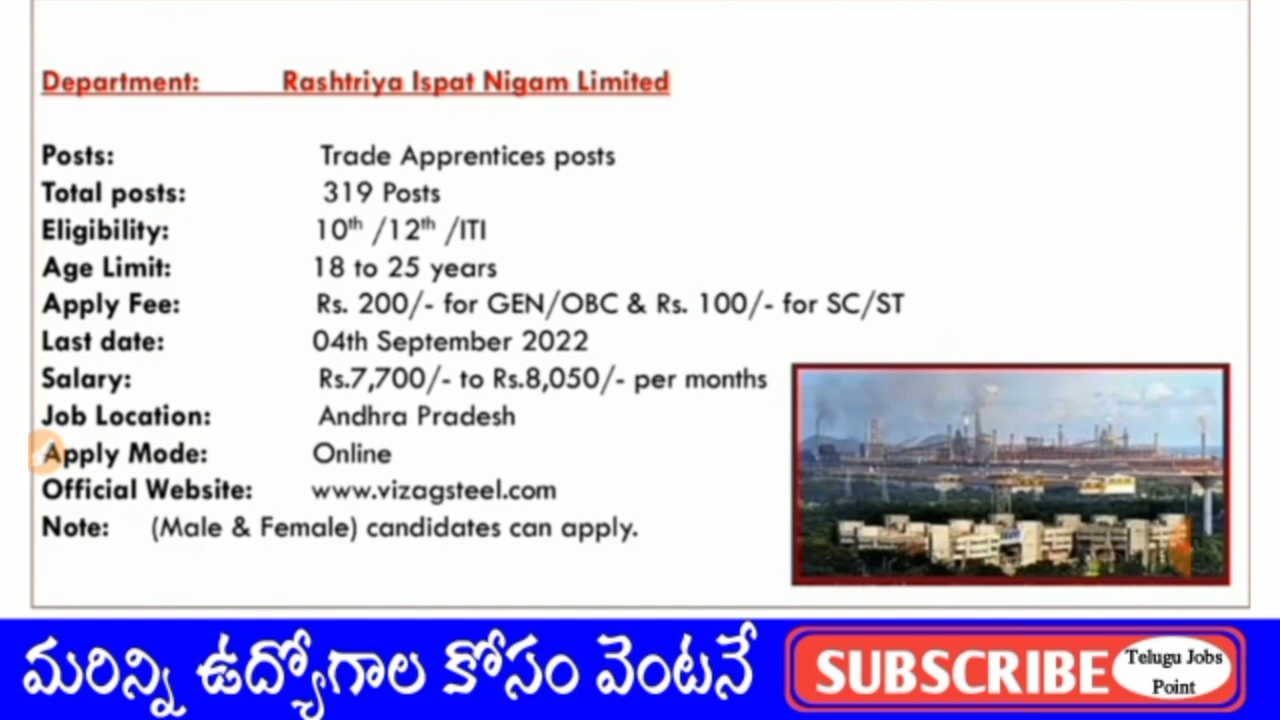 Department: Rashtriya Ispat Nigam Limited
Posts: Trade Apprentices posts
Total posts: 319 Posts
Eligibility: 10th /12th /ITI
Age Limit: 18 to 25 years
Apply Fee: Rs. 200/- for GEN/OBC & Rs. 100/- for SC/ST
Last date: 04th September 2022
Salary: Rs.7,700/- to Rs.8,050/- per months
Job Location: Andhra Pradesh
Apply Mode: Online
Official Website: www.vizagsteel.com
Note: (Male & Female) candidates can apply.
మరిన్ని ఉద్యోగాల కోసం వెంటనే SUBSCRIBE Telugu Jobs
Point